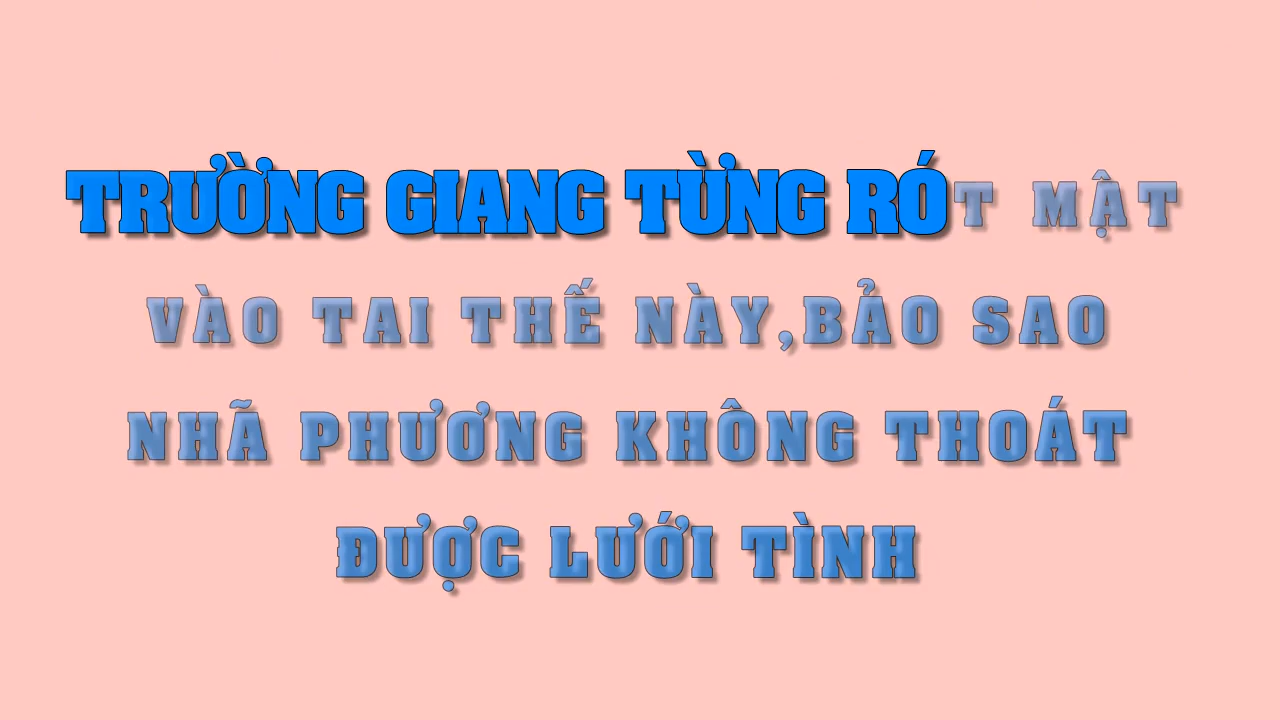 TRƯỜNG GIANG TỪNG RÓT MẬT
VÀO TAI THẾ NÀY,BẢO SAO
NHÃ PHƯƠNG KHÔNG THOÁT
ĐƯỢC LƯỚI TÌNH